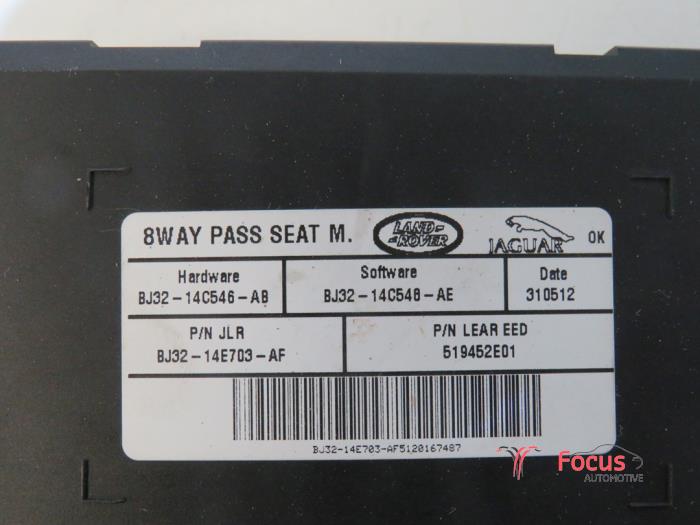 8WAY PASS SEAT M. LAND-ROVER JAGUAR OK
Hardware Software Date
BJ32-14C546-AB BJ32-14C548-AE 310512
P/N JLR P/N LEAR EED
BJ32-14E703-AF 519452E01
BJ32-14E703-AF5120167487
Focus
AUTOMOTIVE